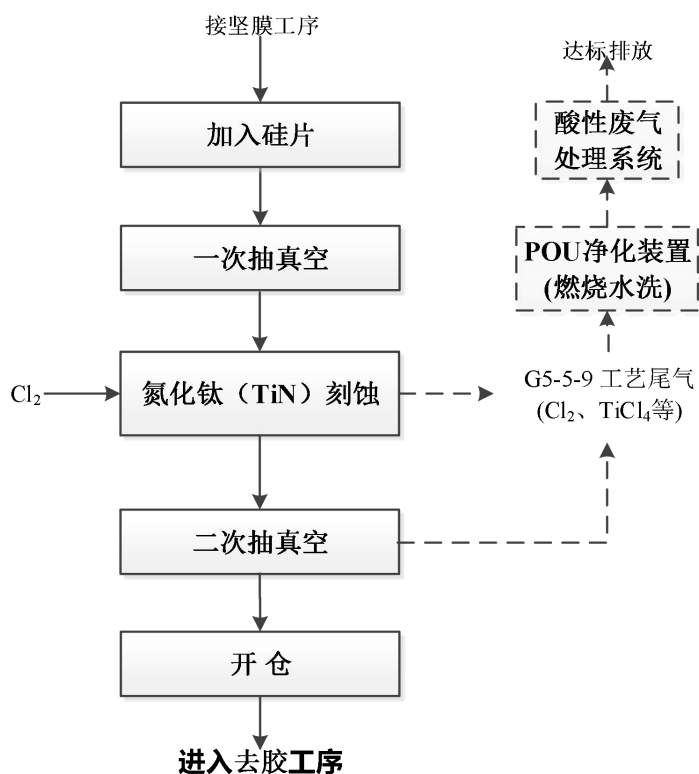 接坚膜工序
加入硅片
一次抽真空
Cl₂
氮化钛（TiN）刻蚀
二次抽真空
开 仓
进入去胶工序
达标排放
酸性废气
处理系统
POU净化装置
(燃烧水洗)
G5-5-9 工艺尾气
(Cl₂、TiCl₄等)